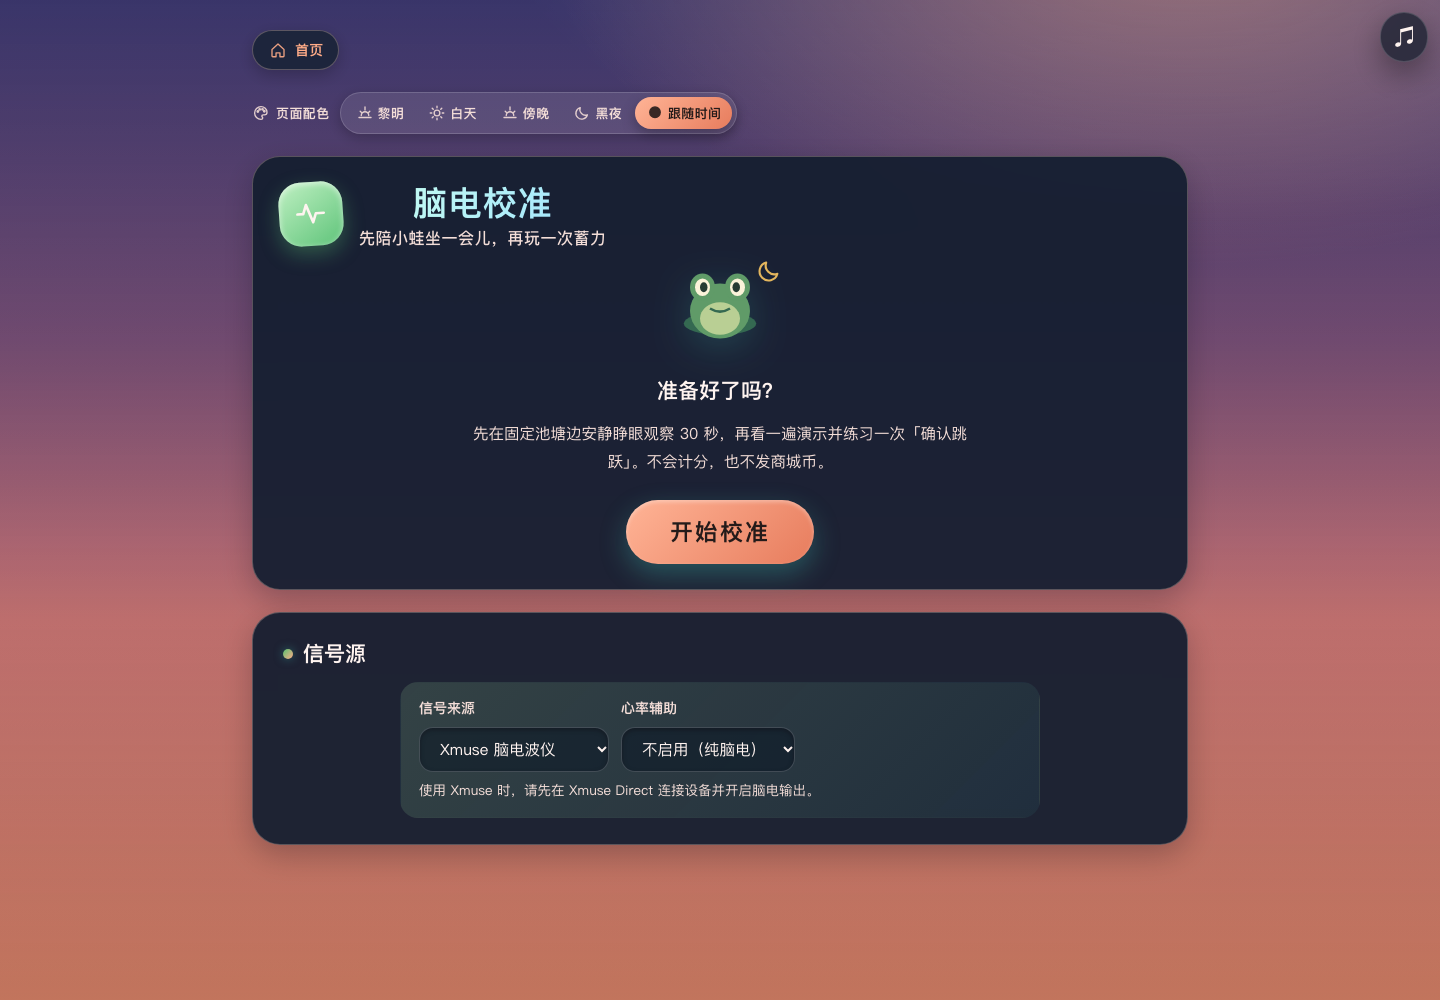 首页
页面配色
黎明
白天
傍晚
黑夜
跟随时间
脑电校准
先陪小蛙坐一会儿，再玩一次蓄力
准备好了吗?
先在固定池塘边安静睁眼观察 30 秒，再看一遍演示并练习一次「确认跳
跃」。不会计分，也不发商城币。
开始校准
信号源
信号来源
心率辅助
Xmuse 脑电波仪
不启用（纯脑电）
使用 Xmuse 时，请先在 Xmuse Direct 连接设备并开启脑电输出。